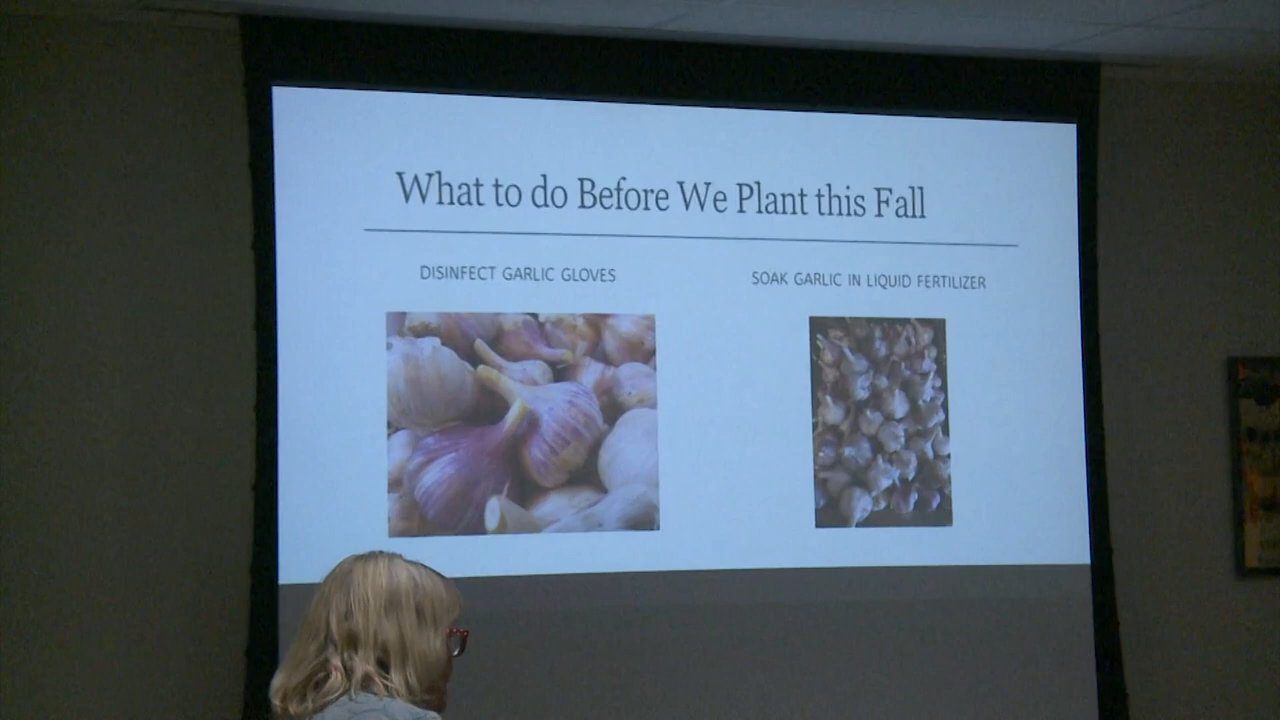 What to do Before We Plant this Fall
DISINFECT GARLIC GLOVES
SOAK GARLIC IN LIQUID FERTILIZER